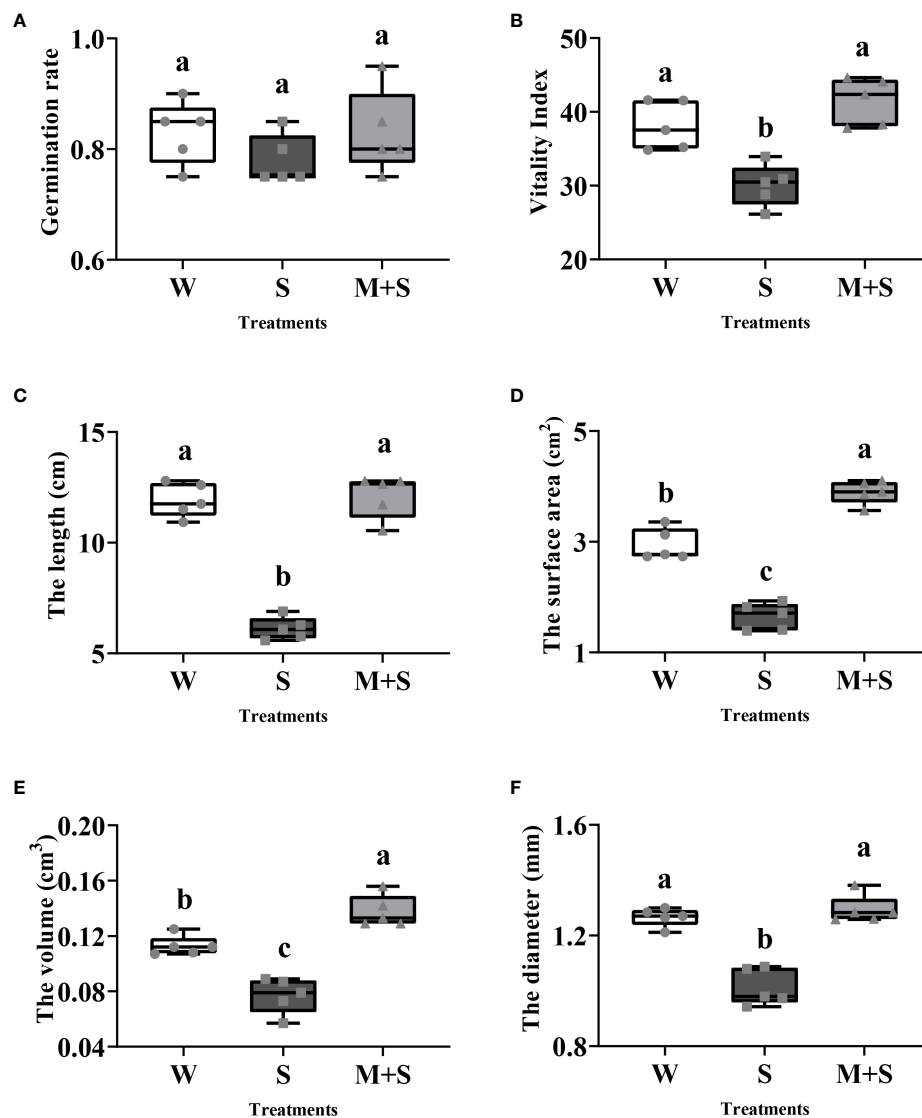 A
Germination rate
1.0
0.8
0.6
a
a
a
W
S
M+S
Treatments
B
Vitality Index
50
40
30
20
a
b
a
W
S
M+S
Treatments
C
The length (cm)
15
10
5
a
b
a
W
S
M+S
Treatments
D
The surface area (cm²)
5
3
1
b
c
a
W
S
M+S
Treatments
E
The volume (cm³)
0.20
0.16
0.12
0.08
0.04
b
c
a
W
S
M+S
Treatments
F
The diameter (mm)
1.6
1.2
0.8
a
b
a
W
S
M+S
Treatments